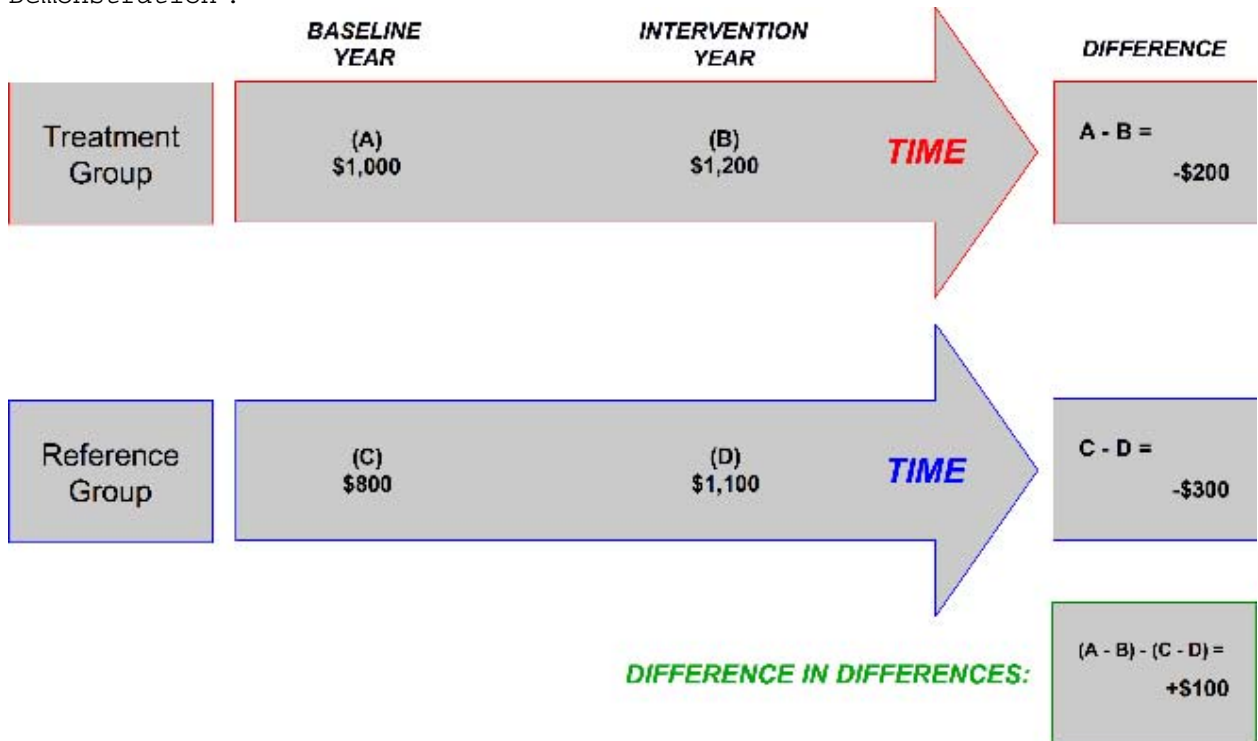 Demonstration".
BASELINE
YEAR
INTERVENTION
YEAR
DIFFERENCE
Treatment
Group
(A)
$1,000
(B)
$1,200
TIME
A - B =
-$200
Reference
Group
(C)
$800
(D)
$1,100
TIME
C - D =
-$300
DIFFERENCE IN DIFFERENCES:
(A - B) - (C - D) =
+$100